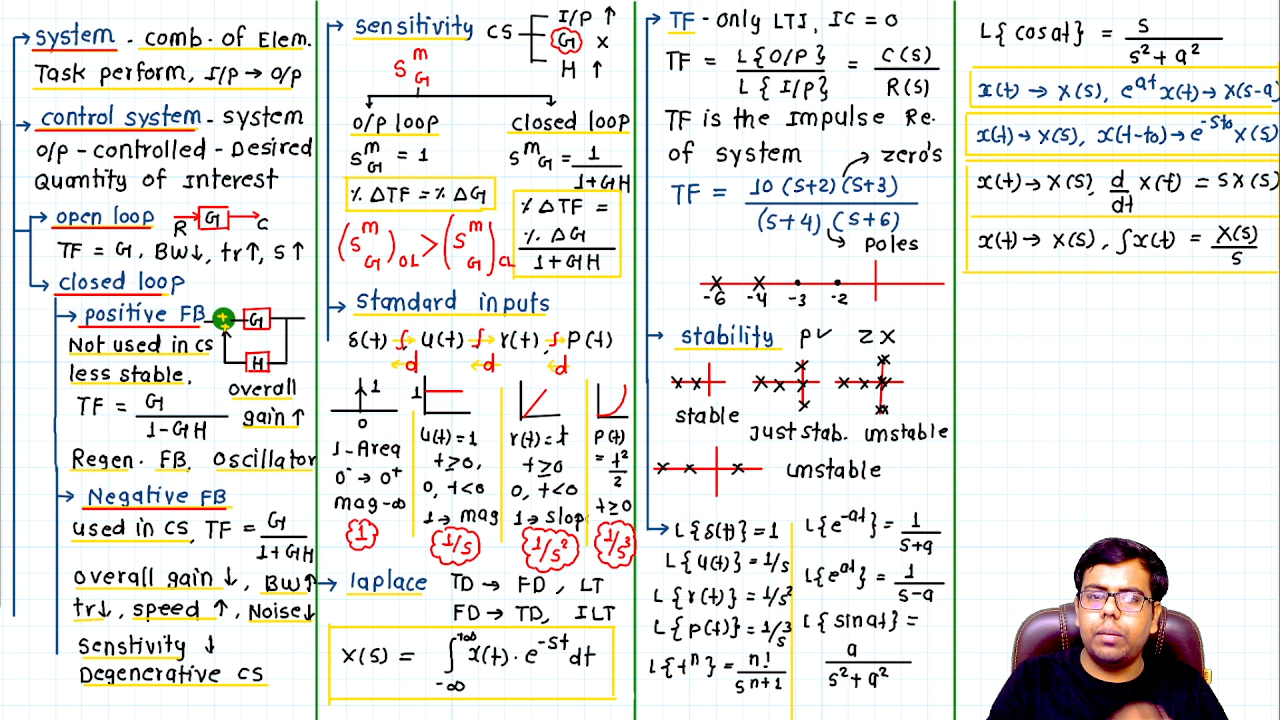 system - comb. of Elem.
Task perform, I/P → O/P
control system - system
O/P - controlled - Desired
Quantity of Interest
open loop R G C
TF = G, BW↓, tr↑, S↑
closed loop
positive FB + G
Not used in CS H
less stable. overall
TF = G / 1-GH gain ↑
Regen. FB, Oscillator
Negative FB
used in CS, TF = G / 1+GH
overall gain ↓, BW↑
tr↓, speed ↑, Noise↓
Senstivity ↓
Degenerative CS
sensitivity CS I/P ↑
G X
H ↑
S^m_G
O/P loop closed loop
S^m_G = 1 S^m_G = 1 / 1+GH
% ΔTF = % ΔG % ΔTF =
% ΔG / 1+GH
(S^m_G)OL > (S^m_G)CL
Standard inputs
δ(t) ∫→ u(t) ∫→ r(t) ∫→ P(t)
←d ←d ←d
1 0 1
1-Area u(t)=1 r(t)=t P(t)
0⁻→0⁺ t≥0, t≥0 = t²/2
mag-∞ 0, t<0 0, t<0 t≥0
1→ mag 1→ slop
1 1/s 1/s² 1/s³
laplace TD → FD, LT
FD → TD, ILT
X(s) = ∫ +∞ -∞ x(t) · e^-st dt
TF - only LTI, IC = 0
TF = L{O/P} / L{I/P} = C(s) / R(s)
TF is the Impulse Re.
of system → zero's
TF = 10 (s+2)(s+3) / (s+4)(s+6)
→ poles
-6 -4 -3 -2
stability P✓ Z X
stable Just stab. unstable
unstable
L{δ(t)} = 1
L{u(t)} = 1/s
L{r(t)} = 1/s²
L{p(t)} = 1/s³
L{t^n} = n! / s^n+1
L{e^-at} = 1 / s+a
L{e^at} = 1 / s-a
L{sinat} =
a / s²+a²
L{cosat} = s / s²+a²
x(t) → X(s), e^at x(t) → X(s-a)
x(t) → X(s), x(t-t₀) → e^-st₀ X(s)
x(t) → X(s), d/dt x(t) = sX(s)
x(t) → X(s), ∫x(t) = X(s) / s